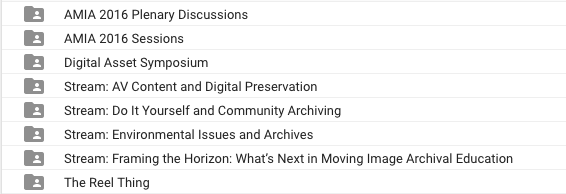 AMIA 2016 Plenary Discussions
AMIA 2016 Sessions
Digital Asset Symposium
Stream: AV Content and Digital Preservation
Stream: Do It Yourself and Community Archiving
Stream: Environmental Issues and Archives
Stream: Framing the Horizon: What’s Next in Moving Image Archival Education
The Reel Thing